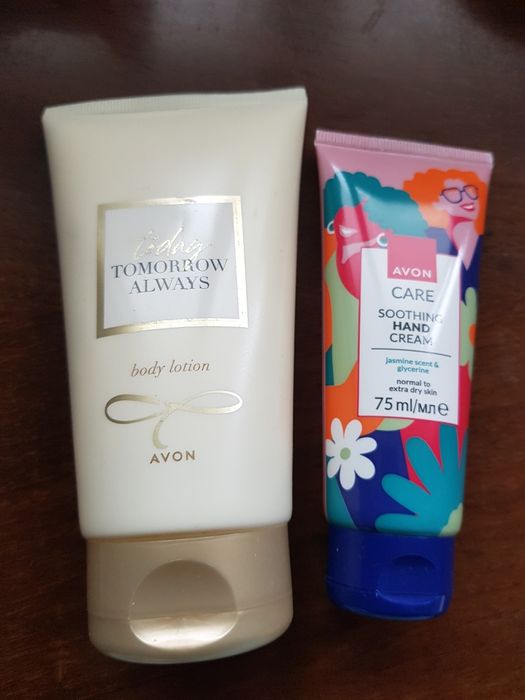 today
TOMORROW
ALWAYS
body lotion
AVON
AVON
CARE
SOOTHING
HAND
CREAM
jasmine scent &
glycerine
normal to
extra dry skin
75 ml/мл℮